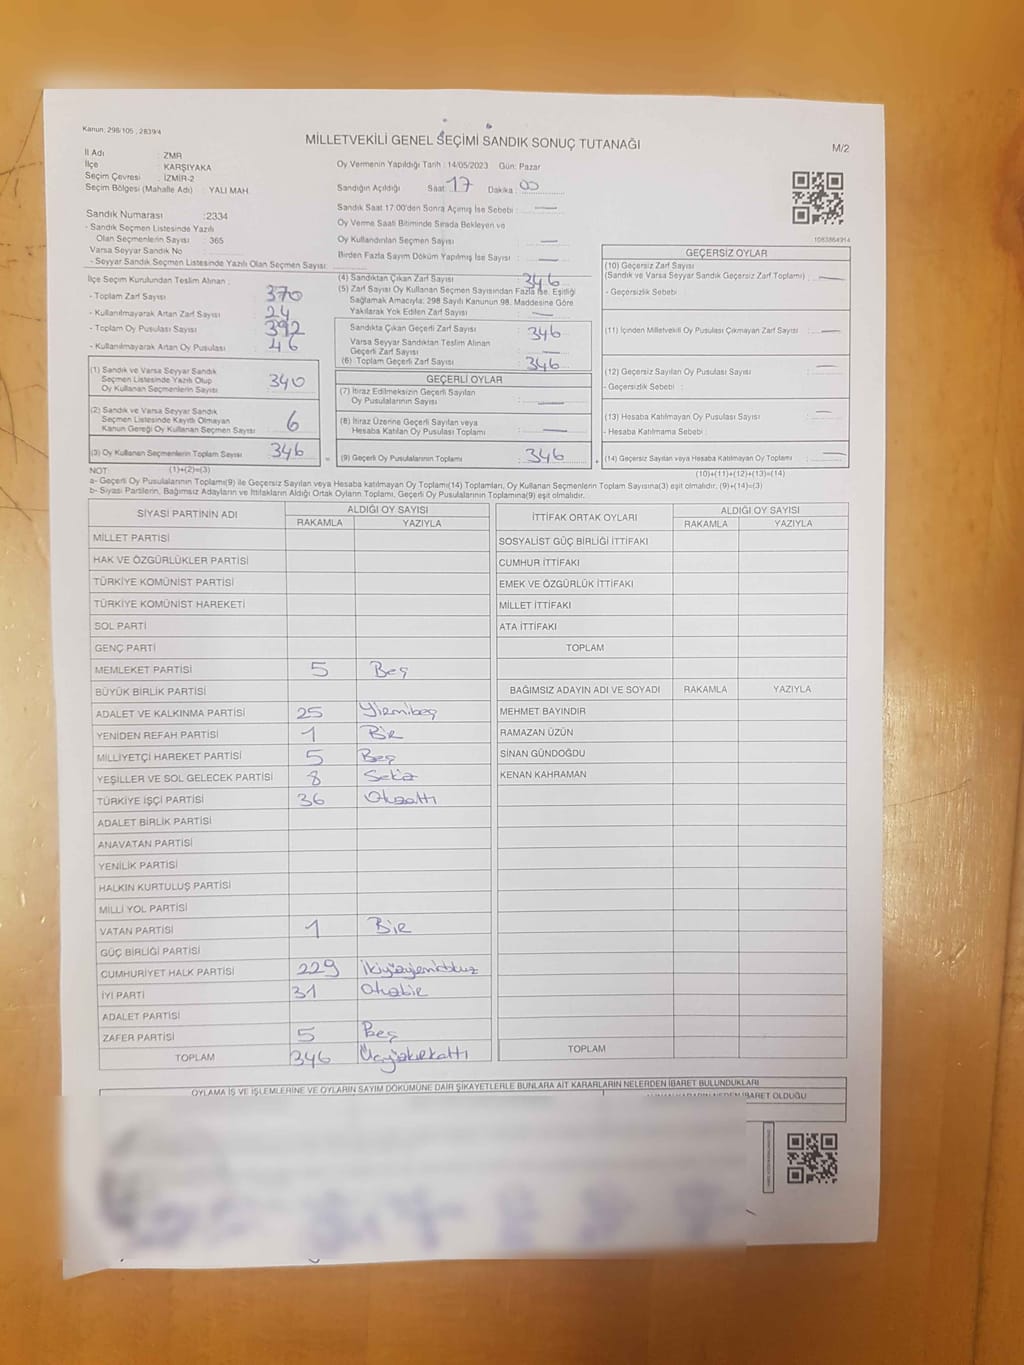 Kanun: 298/105 , 2839/4
MİLLETVEKİLİ GENEL SEÇİMİ SANDIK SONUÇ TUTANAĞI
M/2
İl Adı : ZMR
İlçe : KARŞIYAKA
Seçim Çevresi : İZMİR-2
Seçim Bölgesi (Mahalle Adı) : YALI MAH.
Sandık Numarası :2334
- Sandık Seçmen Listesinde Yazılı
Olan Seçmenlerin Sayısı : 365
Varsa Seyyar Sandık No :
- Seyyar Sandık Seçmen Listesinde Yazılı Olan Seçmen Sayısı:
Oy Vermenin Yapıldığı Tarih : 14/05/2023 Gün: Pazar
Sandığın Açıldığı Saat : 17 Dakika : 00
Sandık Saat 17:00'den Sonra Açılmış İse Sebebi : —
Oy Verme Saati Bitiminde Sırada Bekleyen ve
Oy Kullandırılan Seçmen Sayısı : —
Birden Fazla Sayım Döküm Yapılmış İse Sayısı : —
1083864914
İlçe Seçim Kurulundan Teslim Alınan :
- Toplam Zarf Sayısı : 370
- Kullanılmayarak Artan Zarf Sayısı : 24
- Toplam Oy Pusulası Sayısı : 392
- Kullanılmayarak Artan Oy Pusulası : 46
(1) Sandık ve Varsa Seyyar Sandık
Seçmen Listesinde Yazılı Olup
Oy Kullanan Seçmenlerin Sayısı : 340
(2) Sandık ve Varsa Seyyar Sandık
Seçmen Listesinde Kayıtlı Olmayan
Kanun Gereği Oy Kullanan Seçmen Sayısı : 6
(3) Oy Kullanan Seçmenlerin Toplam Sayısı : 346
(4) Sandıktan Çıkan Zarf Sayısı : 346
(5) Zarf Sayısı Oy Kullanan Seçmen Sayısından Fazla İse, Eşitliği
Sağlamak Amacıyla; 298 Sayılı Kanunun 98. Maddesine Göre
Yakılarak Yok Edilen Zarf Sayısı : —
Sandıkta Çıkan Geçerli Zarf Sayısı : 346
Varsa Seyyar Sandıktan Teslim Alınan
Geçerli Zarf Sayısı : —
(6) Toplam Geçerli Zarf Sayısı : 346
GEÇERLİ OYLAR
(7) İtiraz Edilmeksizin Geçerli Sayılan
Oy Pusulalarının Sayısı : —
(8) İtiraz Üzerine Geçerli Sayılan veya
Hesaba Katılan Oy Pusulası Toplamı : —
(9) Geçerli Oy Pusulalarının Toplamı : 346
GEÇERSİZ OYLAR
(10) Geçersiz Zarf Sayısı
(Sandık ve Varsa Seyyar Sandık Geçersiz Zarf Toplamı) : —
- Geçersizlik Sebebi :
(11) İçinden Milletvekili Oy Pusulası Çıkmayan Zarf Sayısı : —
(12) Geçersiz Sayılan Oy Pusulası Sayısı : —
- Geçersizlik Sebebi :
(13) Hesaba Katılmayan Oy Pusulası Sayısı : —
- Hesaba Katılmama Sebebi :
(14) Geçersiz Sayılan veya Hesaba Katılmayan Oy Toplamı : —
NOT: (1)+(2)=(3)
(10)+(11)+(12)+(13)=(14)
a- Geçerli Oy Pusulalarının Toplamı(9) ile Geçersiz Sayılan veya Hesaba katılmayan Oy Toplamı(14) Toplamları, Oy Kullanan Seçmenlerin Toplam Sayısına(3) eşit olmalıdır. (9)+(14)=(3)
b- Siyasi Partilerin, Bağımsız Adayların ve İttifakların Aldığı Ortak Oyların Toplamı, Geçerli Oy Pusulalarının Toplamına(9) eşit olmalıdır.
SİYASİ PARTİNİN ADI ALDIĞI OY SAYISI
RAKAMLA YAZIYLA
MİLLET PARTİSİ
HAK VE ÖZGÜRLÜKLER PARTİSİ
TÜRKİYE KOMÜNİST PARTİSİ
TÜRKİYE KOMÜNİST HAREKETİ
SOL PARTİ
GENÇ PARTİ
MEMLEKET PARTİSİ 5 Beş
BÜYÜK BİRLİK PARTİSİ
ADALET VE KALKINMA PARTİSİ 25 Yirmibeş
YENİDEN REFAH PARTİSİ 1 Bir
MİLLİYETÇİ HAREKET PARTİSİ 5 Beş
YEŞİLLER VE SOL GELECEK PARTİSİ 8 Sekiz
TÜRKİYE İŞÇİ PARTİSİ 36 Otuzaltı
ADALET BİRLİK PARTİSİ
ANAVATAN PARTİSİ
YENİLİK PARTİSİ
HALKIN KURTULUŞ PARTİSİ
MİLLİ YOL PARTİSİ
VATAN PARTİSİ 1 Bir
GÜÇ BİRLİĞİ PARTİSİ
CUMHURİYET HALK PARTİSİ 229 İkiyüzyirmidokuz
İYİ PARTİ 31 Otuzbir
ADALET PARTİSİ
ZAFER PARTİSİ 5 Beş
TOPLAM 346 Üçyüzkırkaltı
İTTİFAK ORTAK OYLARI ALDIĞI OY SAYISI
RAKAMLA YAZIYLA
SOSYALİST GÜÇ BİRLİĞİ İTTİFAKI
CUMHUR İTTİFAKI
EMEK VE ÖZGÜRLÜK İTTİFAKI
MİLLET İTTİFAKI
ATA İTTİFAKI
TOPLAM
BAĞIMSIZ ADAYIN ADI VE SOYADI RAKAMLA YAZIYLA
MEHMET BAYINDIR
RAMAZAN ÜZÜN
SİNAN GÜNDOĞDU
KENAN KAHRAMAN
TOPLAM
OYLAMA İŞ VE İŞLEMLERİNE VE OYLARIN SAYIM DÖKÜMÜNE DAİR ŞİKAYETLERLE BUNLARA AİT KARARLARIN NELERDEN İBARET BULUNDUKLARI
İBARET OLDUĞU